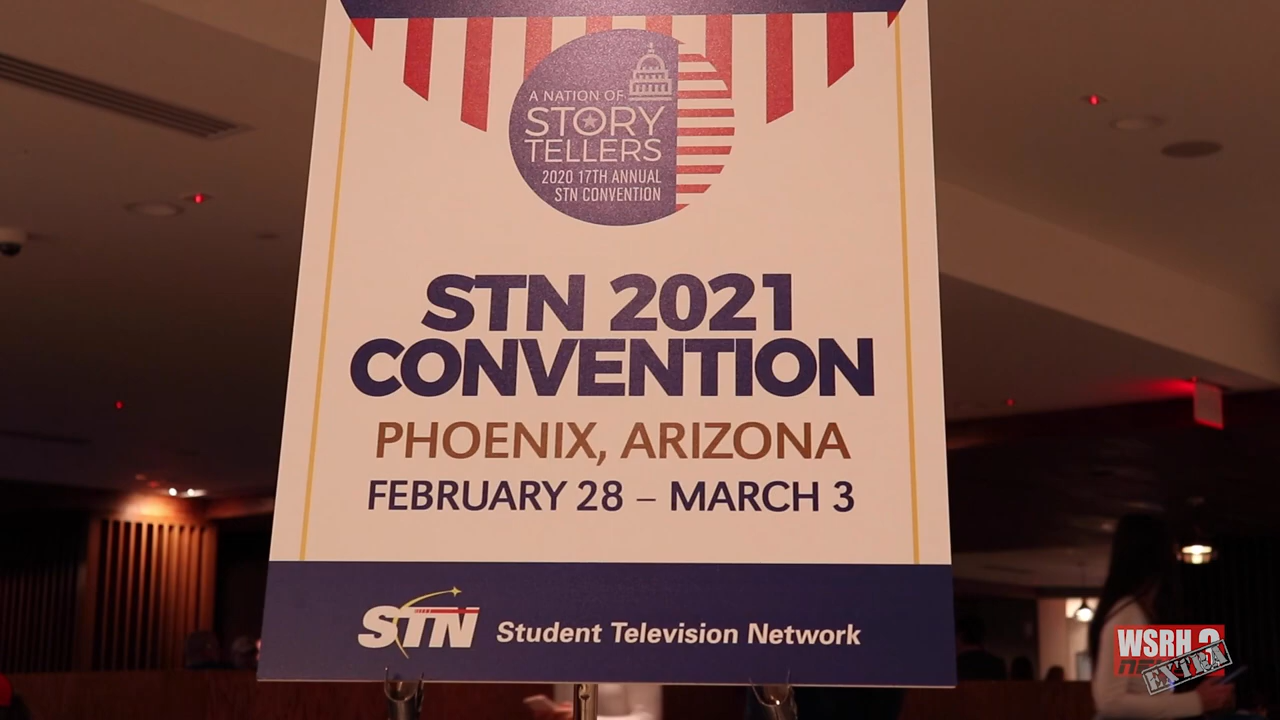 A NATION OF
STORY
TELLERS
2020 17TH ANNUAL
STN CONVENTION
STN 2021
CONVENTION
PHOENIX, ARIZONA
FEBRUARY 28 – MARCH 3
STN Student Television Network
WSRH
EXTRA